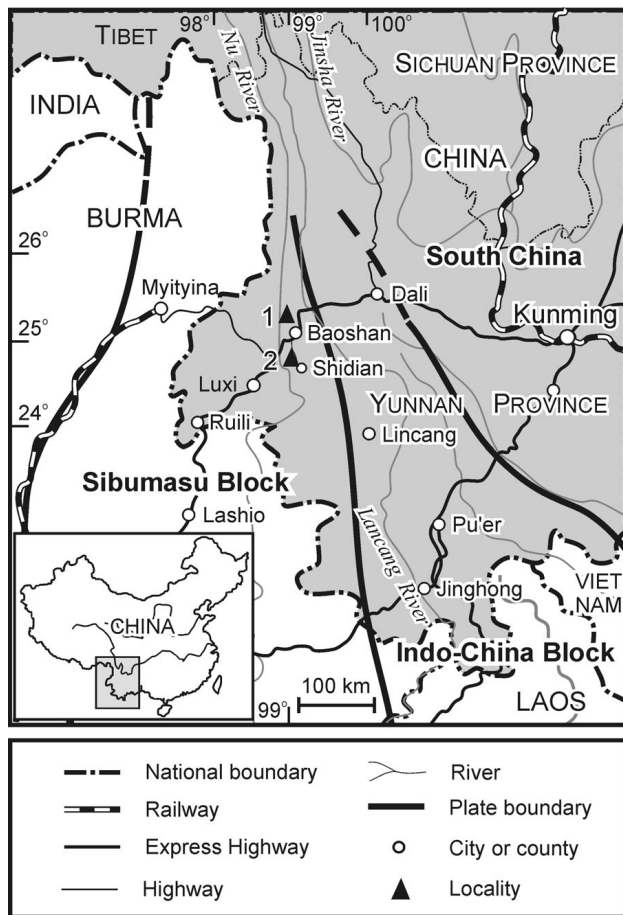 98°
99°
100°
TIBET
Nu River
Jinsha River
SICHUAN PROVINCE
INDIA
CHINA
BURMA
26°
South China
Myityina
Dali
Kunming
1
25°
Baoshan
2
Shidian
Luxi
YUNNAN PROVINCE
24°
Ruili
Lincang
Sibumasu Block
Lashio
Lancang River
Pu'er
VIET
NAM
Jinghong
CHINA
Indo-China Block
100 km
LAOS
99°
National boundary
River
Railway
Plate boundary
Express Highway
City or county
Highway
Locality